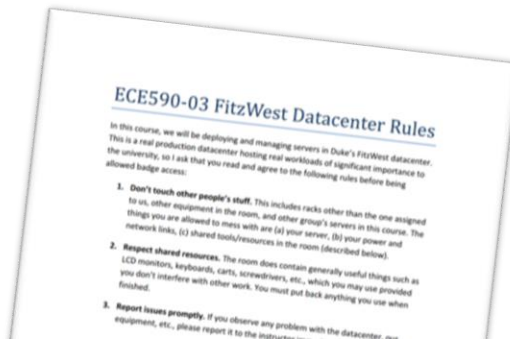 ECE590-03 FitzWest Datacenter Rules
In this course, we will be deploying and managing servers in Duke's FitzWest datacenter.
This is a real production datacenter hosting real workloads of significant importance to
the university, so I ask that you read and agree to the following rules before being
allowed badge access:
1. Don't touch other people's stuff. This includes racks other than the one assigned
to us, other equipment in the room, and other group's servers in this course. The
things you are allowed to mess with are (a) your server, (b) your power and
network links, (c) shared tools/resources in the room (described below).
2. Respect shared resources. The room does contain generally useful things such as
LCD monitors, keyboards, carts, screwdrivers, etc., which you may use provided
you don't interfere with other work. You must put back anything you use when
finished.
3. Report issues promptly. If you observe any problem with the datacenter, our
equipment, etc., please report it to the instructor